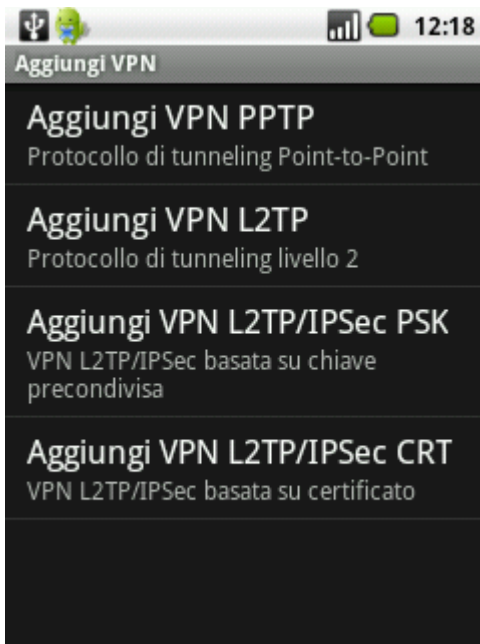 12:18
Aggiungi VPN
Aggiungi VPN PPTP
Protocollo di tunneling Point-to-Point
Aggiungi VPN L2TP
Protocollo di tunneling livello 2
Aggiungi VPN L2TP/IPSec PSK
VPN L2TP/IPSec basata su chiave
precondivisa
Aggiungi VPN L2TP/IPSec CRT
VPN L2TP/IPSec basata su certificato